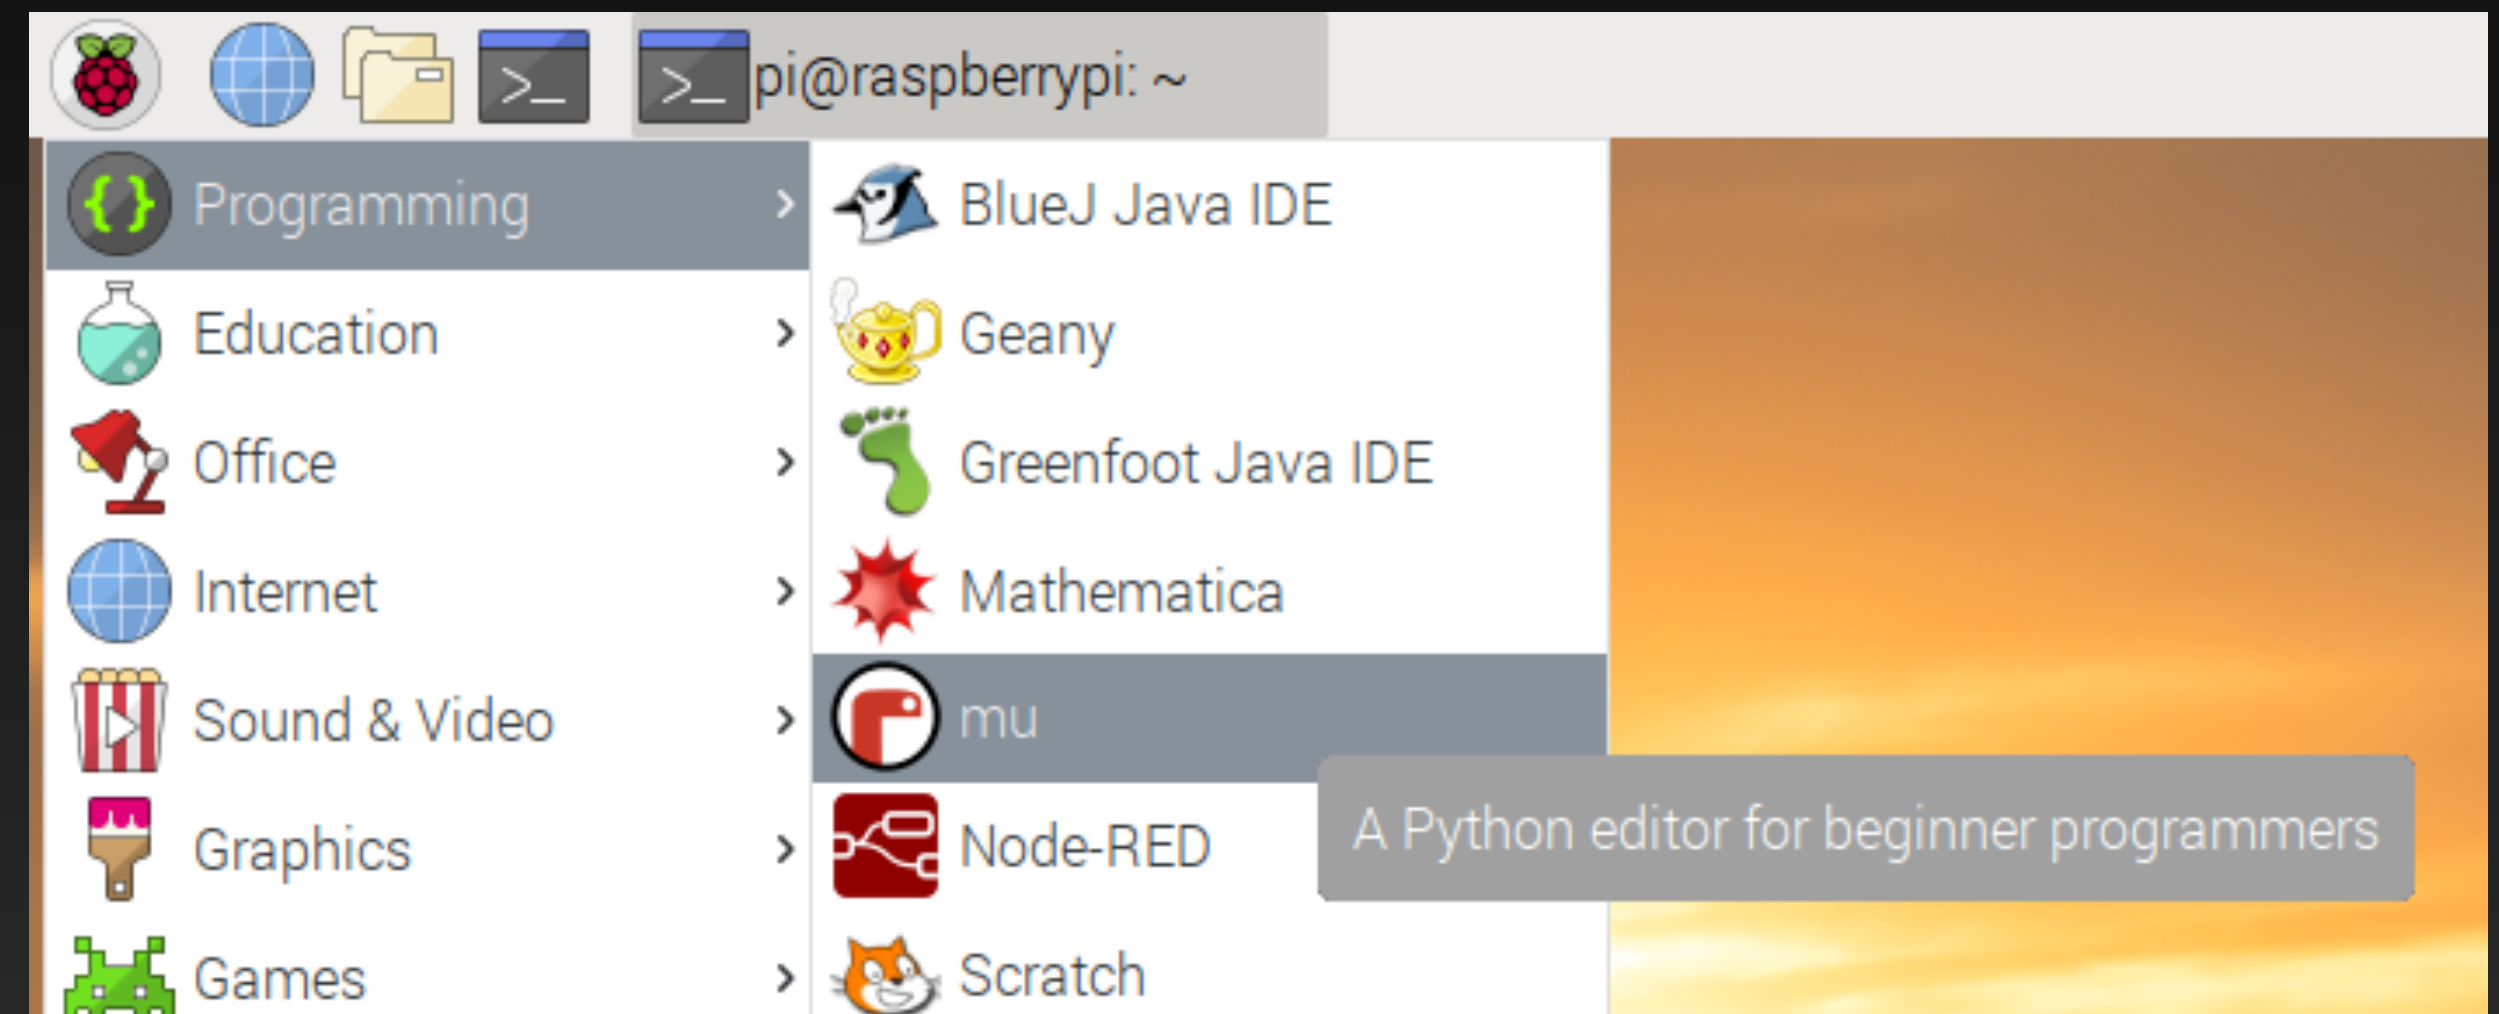 pi@raspberrypi: ~
Programming
Education
Office
Internet
Sound & Video
Graphics
Games
BlueJ Java IDE
Geany
Greenfoot Java IDE
Mathematica
mu
Node-RED
Scratch
A Python editor for beginner programmers